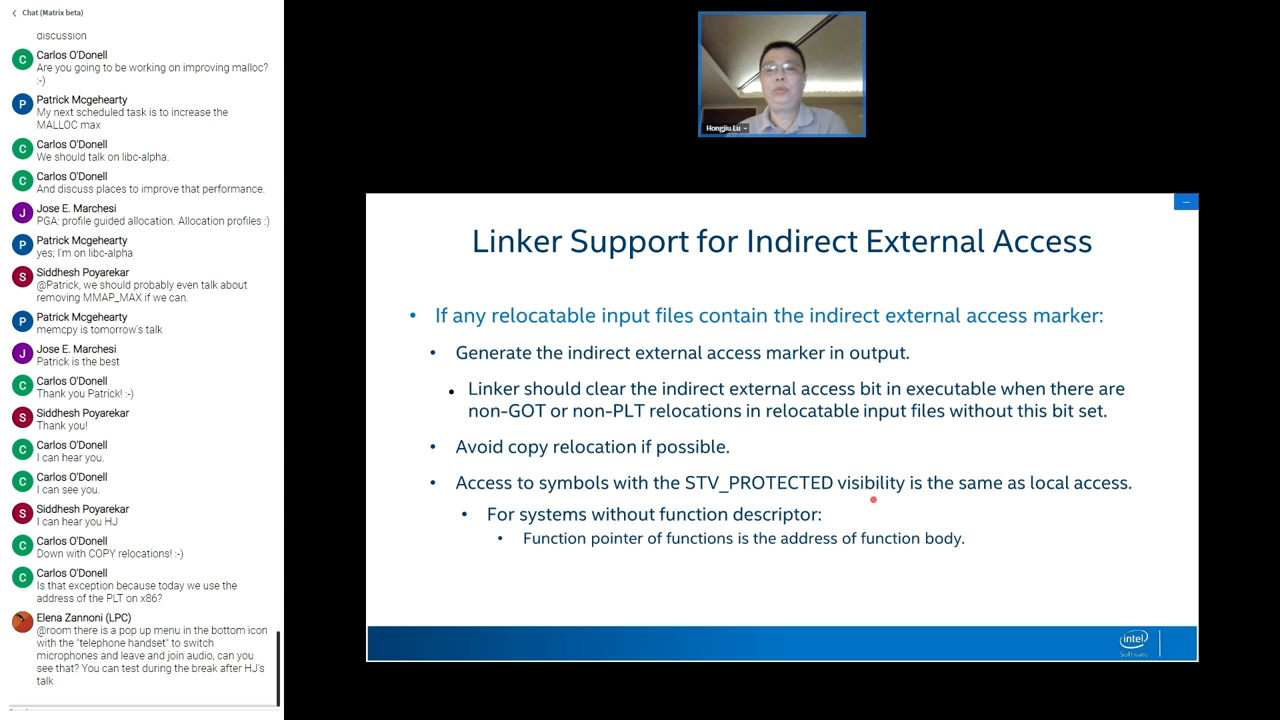 Chat (Matrix beta)
discussion
Carlos O'Donell
Are you going to be working on improving malloc?
:-)
Patrick Mcgehearty
My next scheduled task is to increase the
MALLOC max
Carlos O'Donell
We should talk on libc-alpha.
Carlos O'Donell
And discuss places to improve that performance.
Jose E. Marchesi
PGA: profile guided allocation. Allocation profiles :)
Patrick Mcgehearty
yes; I'm on libc-alpha
Siddhesh Poyarekar
@Patrick, we should probably even talk about
removing MMAP_MAX if we can.
Patrick Mcgehearty
memcpy is tomorrow's talk
Jose E. Marchesi
Patrick is the best
Carlos O'Donell
Thank you Patrick! :-)
Siddhesh Poyarekar
Thank you!
Carlos O'Donell
I can hear you.
Carlos O'Donell
I can see you.
Siddhesh Poyarekar
I can hear you HJ
Carlos O'Donell
Down with COPY relocations! :-)
Carlos O'Donell
Is that exception because today we use the
address of the PLT on x86?
Elena Zannoni (LPC)
@room there is a pop up menu in the bottom icon
with the "telephone handset" to switch
microphones and leave and join audio, can you
see that? You can test during the break after HJ's
talk
Hongjiu Lu
Linker Support for Indirect External Access
• If any relocatable input files contain the indirect external access marker:
• Generate the indirect external access marker in output.
• Linker should clear the indirect external access bit in executable when there are
non-GOT or non-PLT relocations in relocatable input files without this bit set.
• Avoid copy relocation if possible.
• Access to symbols with the STV_PROTECTED visibility is the same as local access.
• For systems without function descriptor:
• Function pointer of functions is the address of function body.
intel
Software